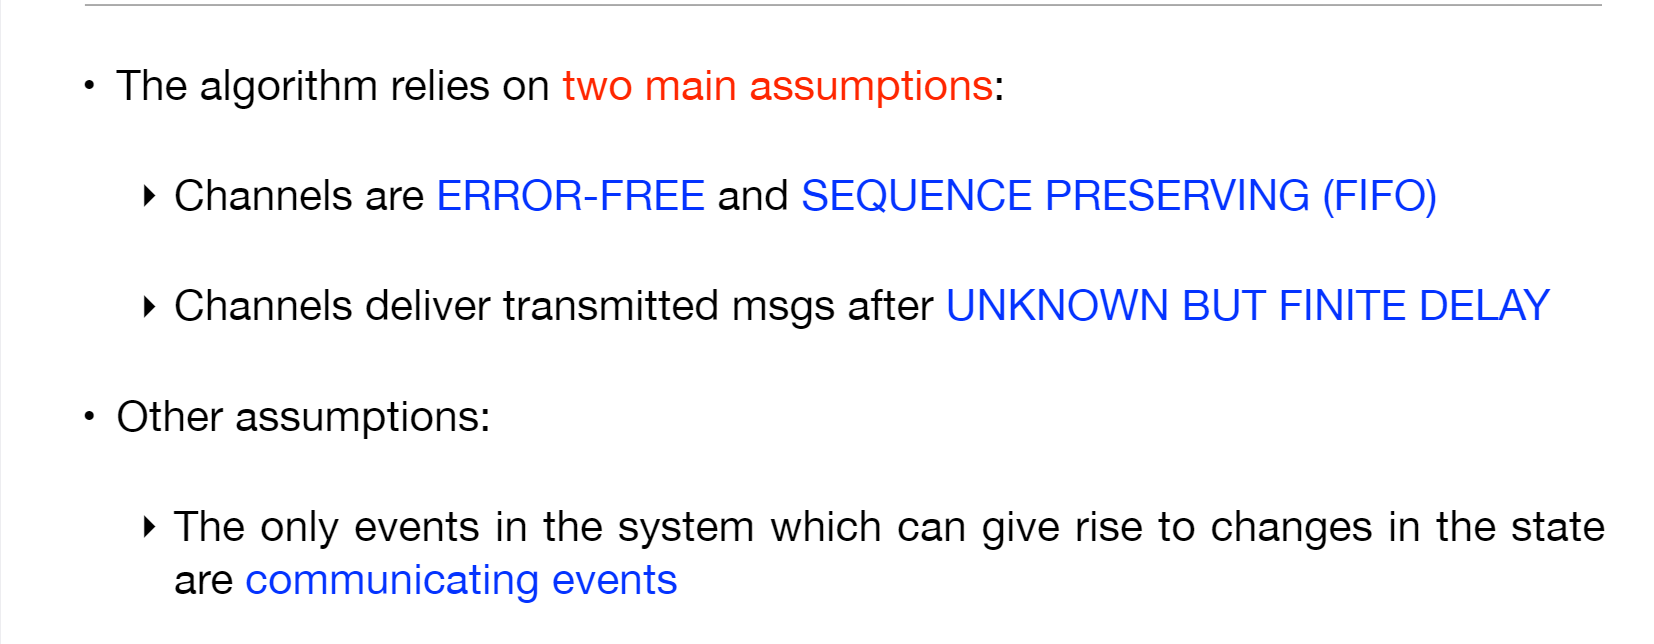 • The algorithm relies on two main assumptions:
‣ Channels are ERROR-FREE and SEQUENCE PRESERVING (FIFO)
‣ Channels deliver transmitted msgs after UNKNOWN BUT FINITE DELAY
• Other assumptions:
‣ The only events in the system which can give rise to changes in the state
are communicating events